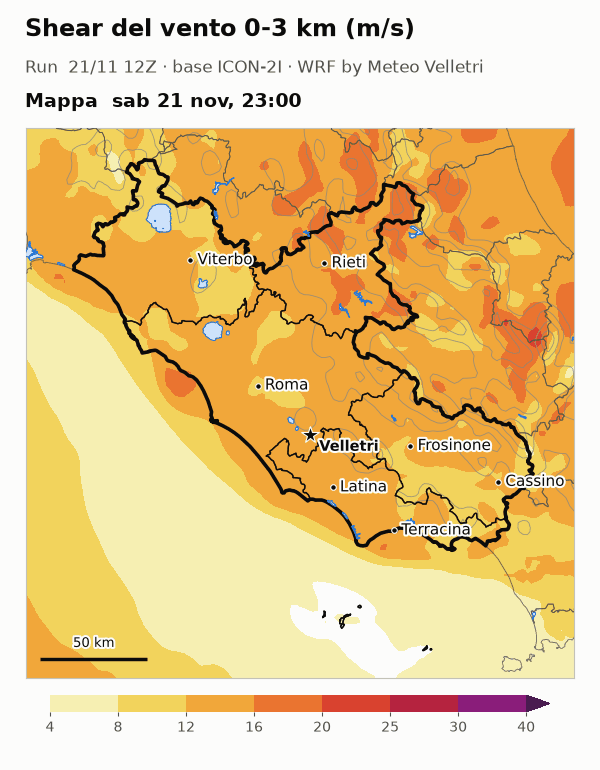 Shear del vento 0-3 km (m/s)
Run  21/11 12Z · base ICON-2I · WRF by Meteo Velletri
Mappa  sab 21 nov, 23:00
Viterbo
Rieti
Roma
Velletri
Frosinone
Cassino
Latina
Terracina
50 km
4 8 12 16 20 25 30 40